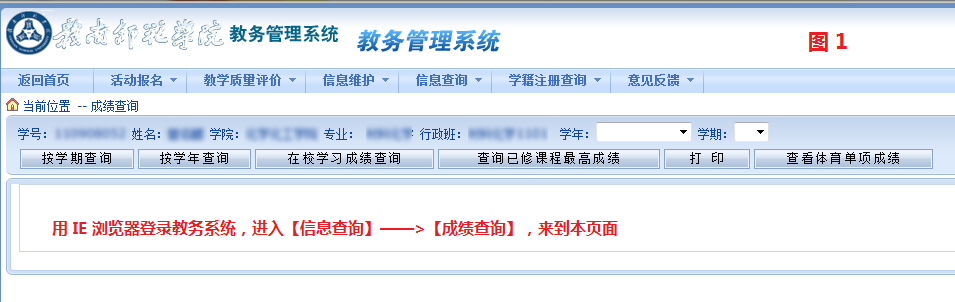 赣南师范学院 教务管理系统 教务管理系统 图 1
返回首页 活动报名 教学质量评价 信息维护 信息查询 学籍注册查询 意见反馈
当前位置 -- 成绩查询
学号: 姓名: 学院: 专业: 行政班: 学年: 学期:
按学期查询 按学年查询 在校学习成绩查询 查询已修课程最高成绩 打 印 查看体育单项成绩
用 IE 浏览器登录教务系统，进入【信息查询】——>【成绩查询】，来到本页面